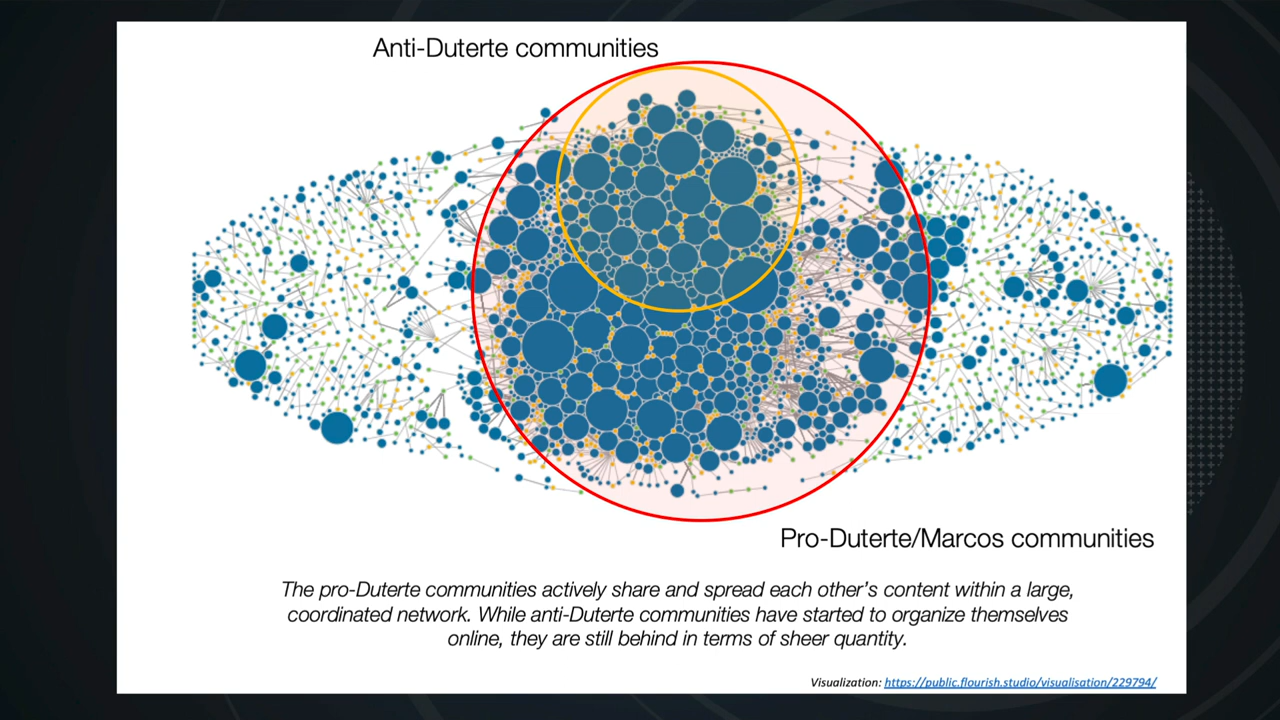 Anti-Duterte communities
Pro-Duterte/Marcos communities
The pro-Duterte communities actively share and spread each other’s content within a large,
coordinated network. While anti-Duterte communities have started to organize themselves
online, they are still behind in terms of sheer quantity.
Visualization: https://public.flourish.studio/visualisation/229794/